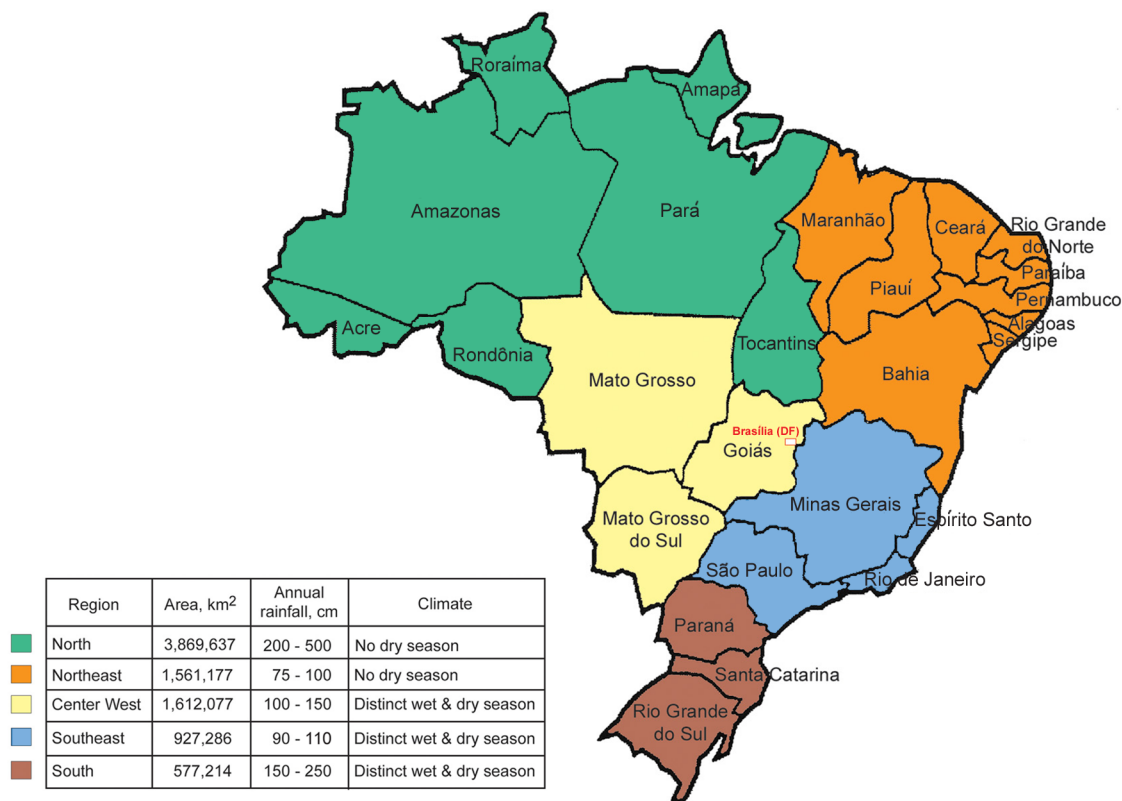 Roraíma
Amapá
Amazonas
Pará
Maranhão
Ceará
Rio Grande
do Norte
Paraíba
Piauí
Pernambuco
Alagoas
Sergipe
Acre
Rondônia
Tocantins
Mato Grosso
Bahia
Brasília (DF)
Goiás
Minas Gerais
Espírito Santo
Mato Grosso
do Sul
São Paulo
Rio de Janeiro
Paraná
Santa Catarina
Rio Grande
do Sul
Region Area, km² Annual rainfall, cm Climate
North 3,869,637 200 - 500 No dry season
Northeast 1,561,177 75 - 100 No dry season
Center West 1,612,077 100 - 150 Distinct wet & dry season
Southeast 927,286 90 - 110 Distinct wet & dry season
South 577,214 150 - 250 Distinct wet & dry season